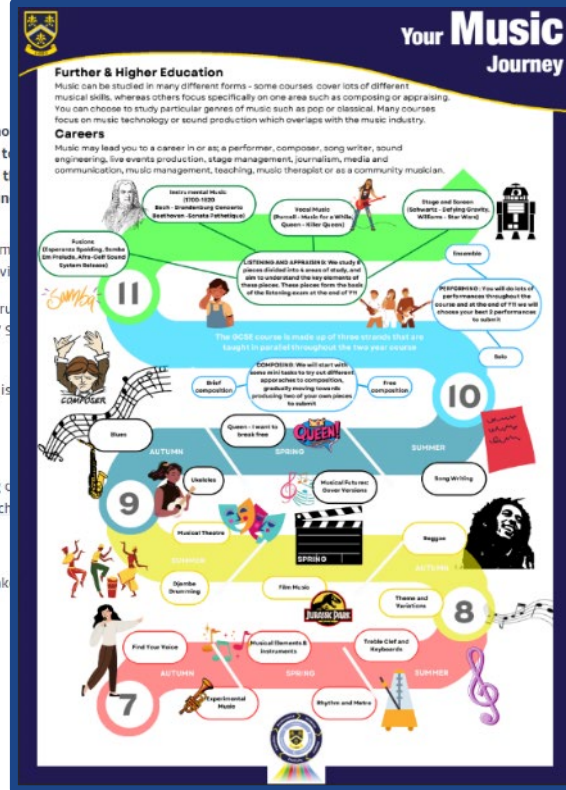 Your Music
Journey
Further & Higher Education
Music can be studied in many different forms - some courses cover lots of different
musical skills, whereas others focus specifically on one area such as composing or appraising.
You can choose to study particular genres of music such as pop or classical. Many courses
focus on music technology or sound production which overlaps with the music industry.
Careers
Music may lead you to a career in or as; a performer, composer, song writer, sound
engineering, live events production, stage management, journalism, media and
communication, music management, teaching, music therapist or as a community musician.
Instrumental Music
(1700-1820
Bach - Brandenburg Concerto
Beethoven -Sonata Pathetique)
Vocal Music
(Purcell - Music for a While,
Queen - Killer Queen)
Stage and Screen
(Schwartz - Defying Gravity,
Williams - Star Wars)
Fusions
(Esperanza Spalding, Samba
Em Preludo, Afro-Celt Sound
System Release)
LISTENING AND APPRAISING: We study 8
pieces divided into 4 areas of study, and
aim to understand the key elements of
these pieces. These pieces form the basis
of the listening exam at the end of Y11
Ensemble
PERFORMING : You will do lots of
performances throughout the
course and at the end of Y11 we will
choose your best 2 performances
to submit
Solo
Samba
11
The GCSE course is made up of three strands that are
taught in parallel throughout the two year course
COMPOSER
Brief
composition
COMPOSING: We will start with
some mini tasks to try out different
approaches to composition,
gradually moving towards
producing two of your own pieces
to submit
Free
composition
10
Blues
Queen - I want to
break free
QUEEN!
AUTUMN
SPRING
SUMMER
Ukeleles
Musical Futures:
Cover Versions
Song Writing
9
Musical Theatre
Reggae
SUMMER
SPRING
AUTUMN
Djembe
Drumming
Film Music
JURASSIC PARK
Theme and
Variations
8
Find Your Voice
Musical Elements &
Instruments
Treble Clef and
Keyboards
AUTUMN
SPRING
SUMMER
7
Experimental
Music
Rhythm and Metre